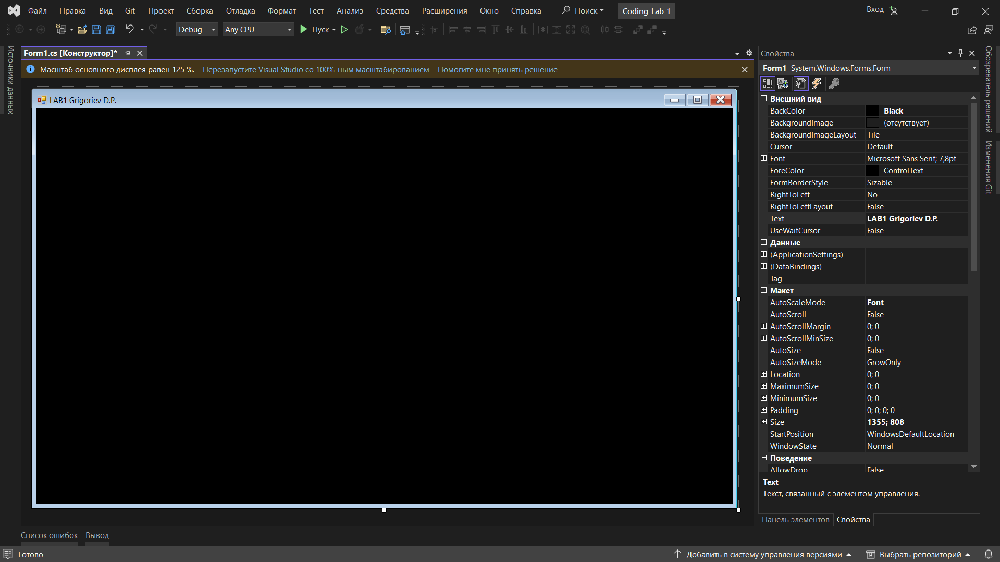 Файл Правка Вид Git Проект Сборка Отладка Формат Тест Анализ Средства Расширения Окно Справка Поиск Coding_Lab_1 Вход
Debug Any CPU Пуск
Источники данных
Form1.cs [Конструктор]*
Масштаб основного дисплея равен 125 %. Перезапустите Visual Studio со 100%-ным масштабированием Помогите мне принять решение
LAB1 Grigoriev D.P.
Свойства
Form1 System.Windows.Forms.Form
Внешний вид
BackColor Black
BackgroundImage (отсутствует)
BackgroundImageLayout Tile
Cursor Default
Font Microsoft Sans Serif; 7,8pt
ForeColor ControlText
FormBorderStyle Sizable
RightToLeft No
RightToLeftLayout False
Text LAB1 Grigoriev D.P.
UseWaitCursor False
Данные
(ApplicationSettings)
(DataBindings)
Tag
Макет
AutoScaleMode Font
AutoScroll False
AutoScrollMargin 0; 0
AutoScrollMinSize 0; 0
AutoSize False
AutoSizeMode GrowOnly
Location 0; 0
MaximumSize 0; 0
MinimumSize 0; 0
Padding 0; 0; 0; 0
Size 1355; 808
StartPosition WindowsDefaultLocation
WindowState Normal
Поведение
AllowDrop False
Text
Текст, связанный с элементом управления.
Панель элементов Свойства
Обозреватель решений
Изменения Git
Список ошибок Вывод
Готово Добавить в систему управления версиями Выбрать репозиторий